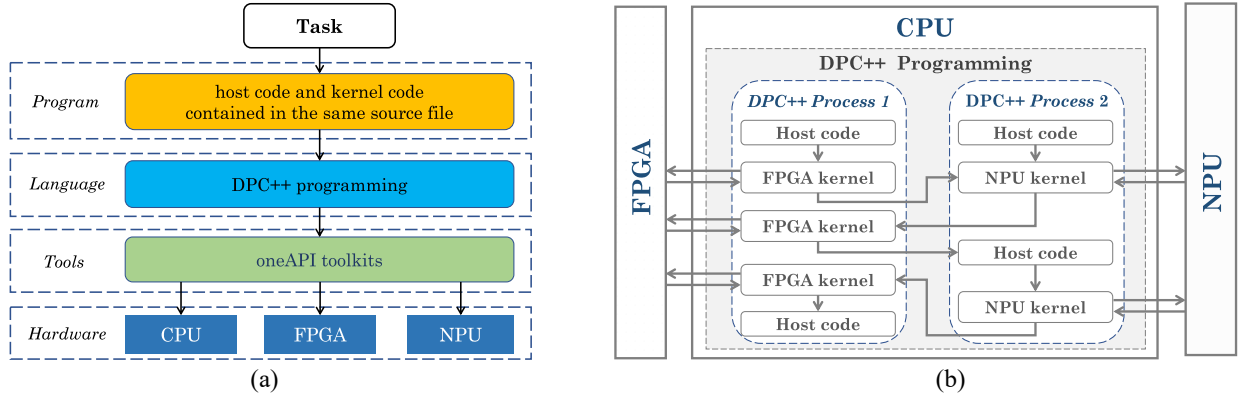 Task
Program
host code and kernel code
contained in the same source file
Language
DPC++ programming
Tools
oneAPI toolkits
Hardware
CPU
FPGA
NPU
(a)
FPGA
CPU
DPC++ Programming
DPC++ Process 1
Host code
FPGA kernel
FPGA kernel
FPGA kernel
Host code
DPC++ Process 2
Host code
NPU kernel
Host code
NPU kernel
NPU
(b)